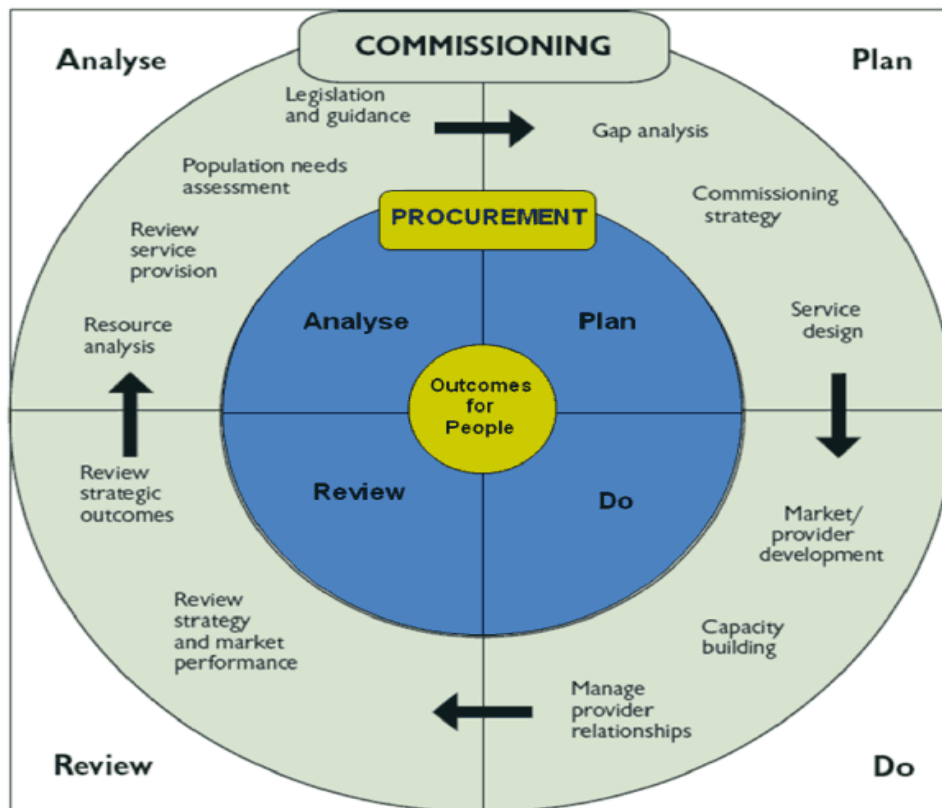 COMMISSIONING
Analyse
Plan
Legislation
and guidance
Gap analysis
Population needs
assessment
Commissioning
strategy
PROCUREMENT
Review
service
provision
Analyse
Plan
Service
design
Resource
analysis
Outcomes
for
People
Review
strategic
outcomes
Review
Do
Market/
provider
development
Review
strategy
and market
performance
Capacity
building
Manage
provider
relationships
Review
Do